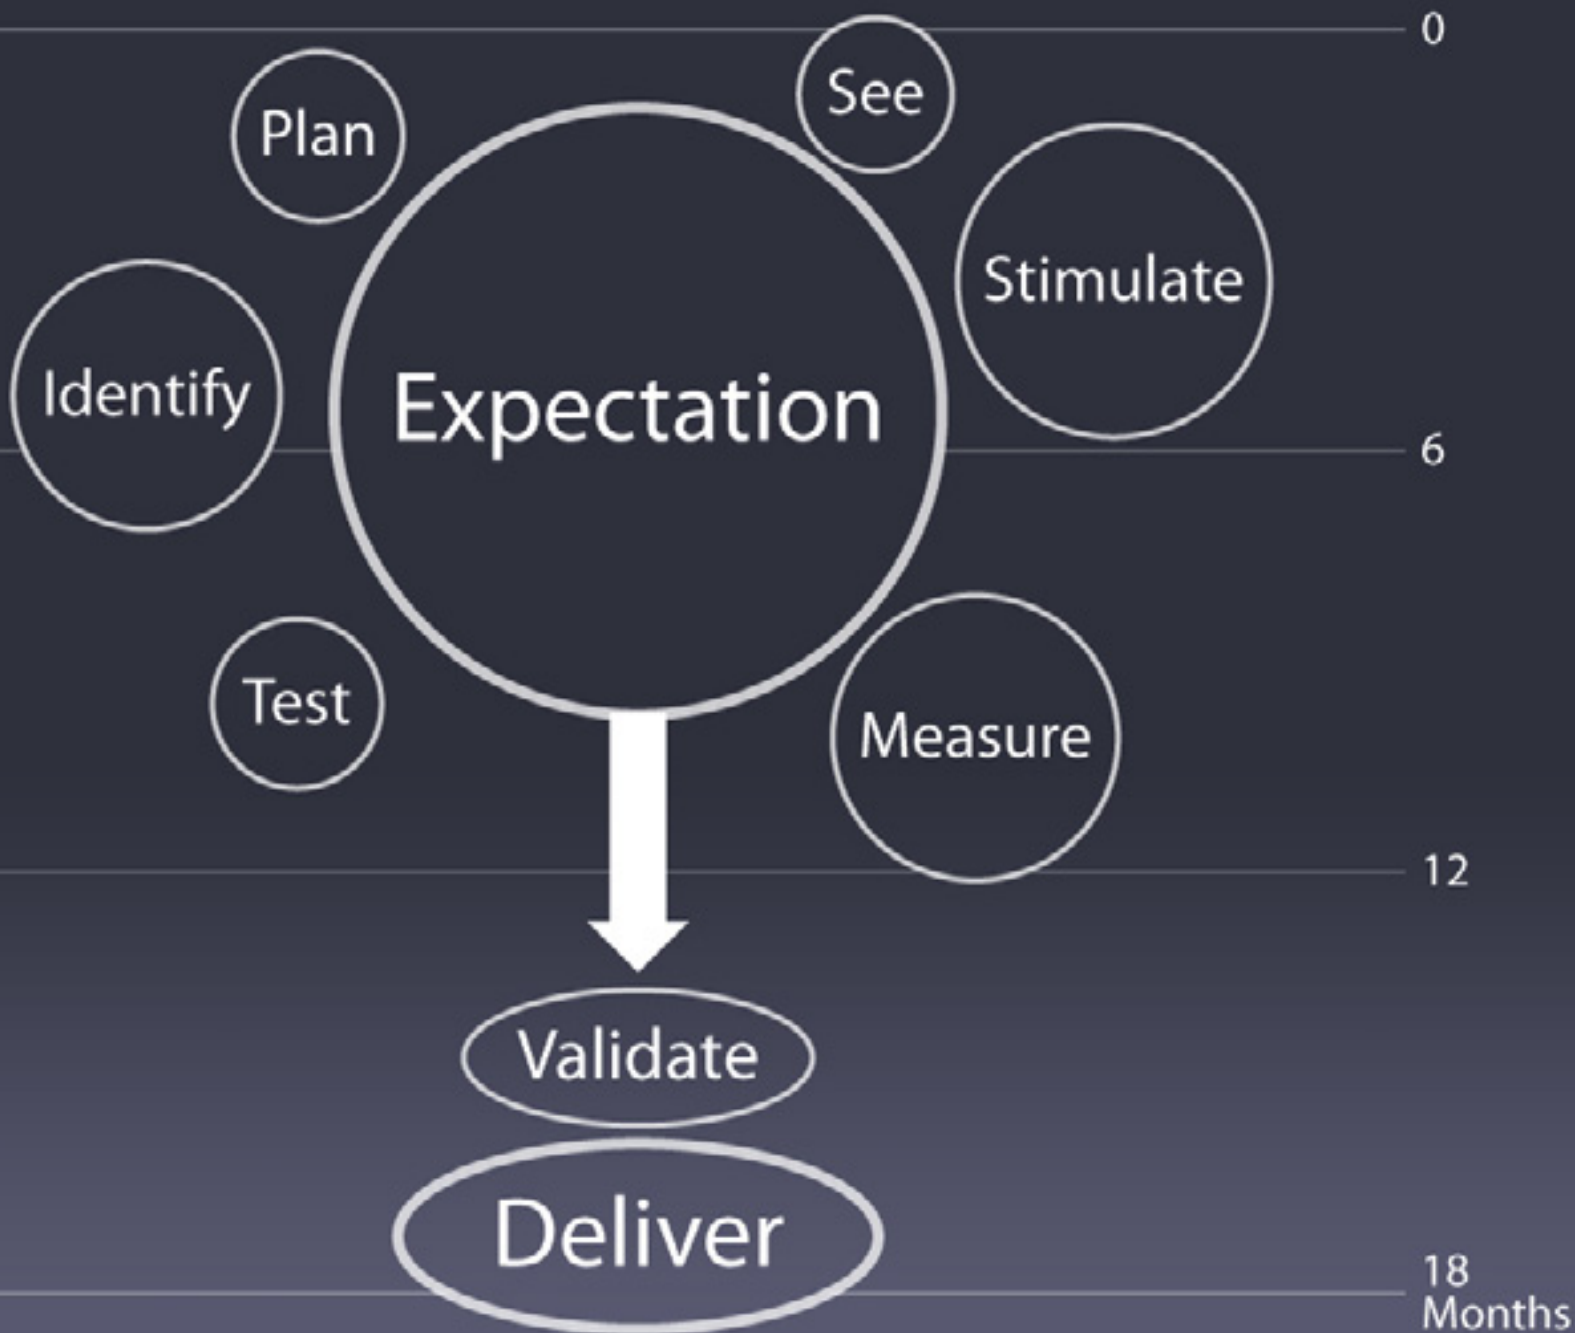 0
See
Plan
Stimulate
Identify
Expectation
6
Test
Measure
12
Validate
Deliver
18
Months